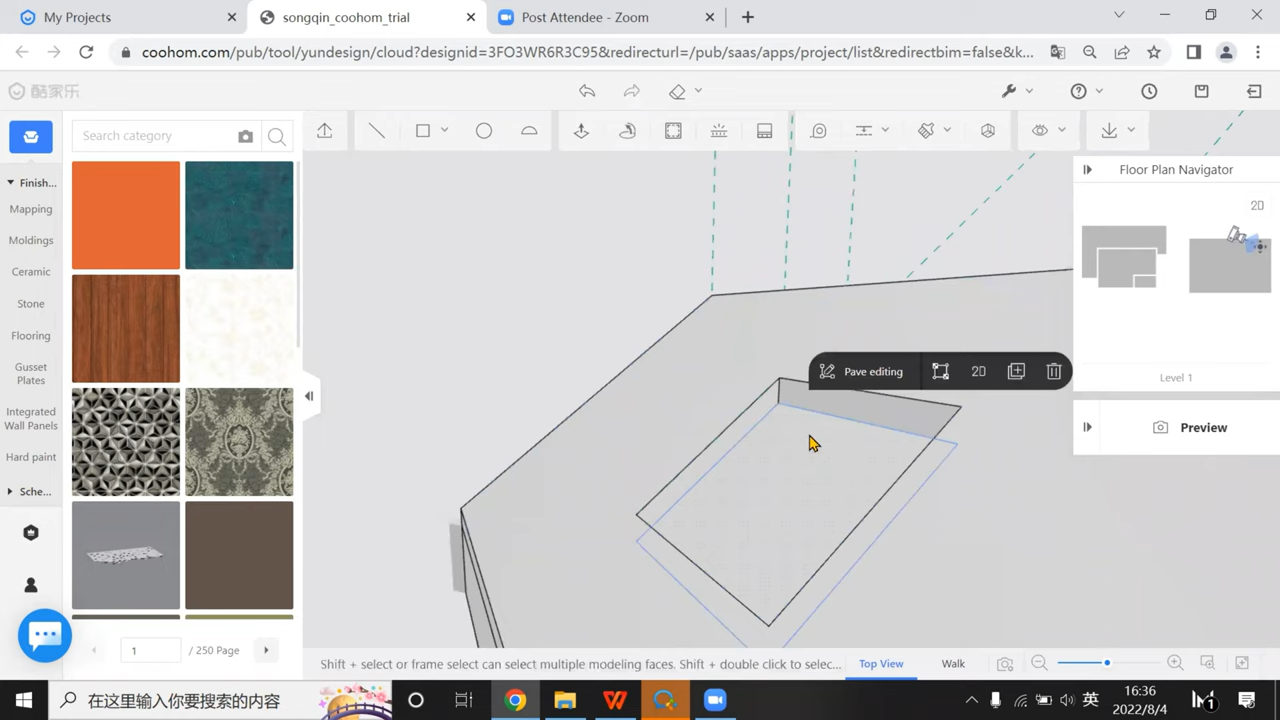 My Projects
songqin_coohom_trial
Post Attendee - Zoom
coohom.com/pub/tool/yundesign/cloud?designid=3FO3WR6R3C95&redirecturl=/pub/saas/apps/project/list&redirectbim=false&k...
酷家乐
Search category
Finish...
Mapping
Moldings
Ceramic
Stone
Flooring
Gusset
Plates
Integrated
Wall Panels
Hard paint
Sche...
1 / 250 Page
Floor Plan Navigator
2D
Level 1
Preview
Pave editing
2D
Shift + select or frame select can select multiple modeling faces. Shift + double click to selec...
Top View
Walk
在这里输入你要搜索的内容
英
16:36
2022/8/4
1